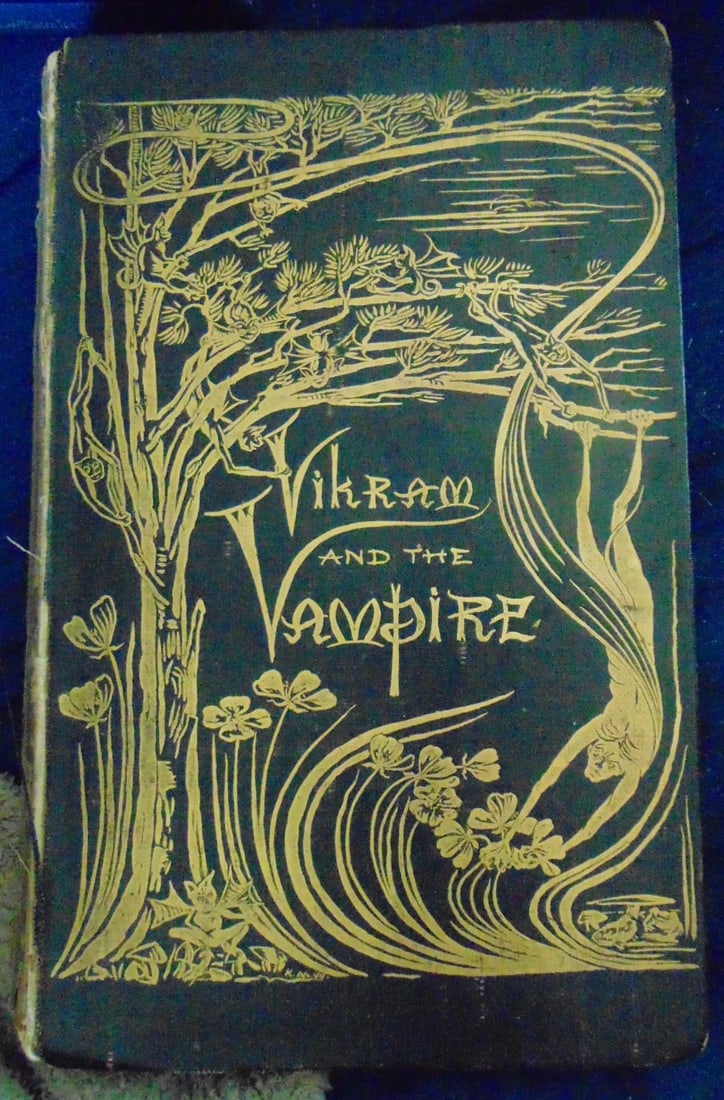 Vikram
and the
Vampire.
K.M.W.